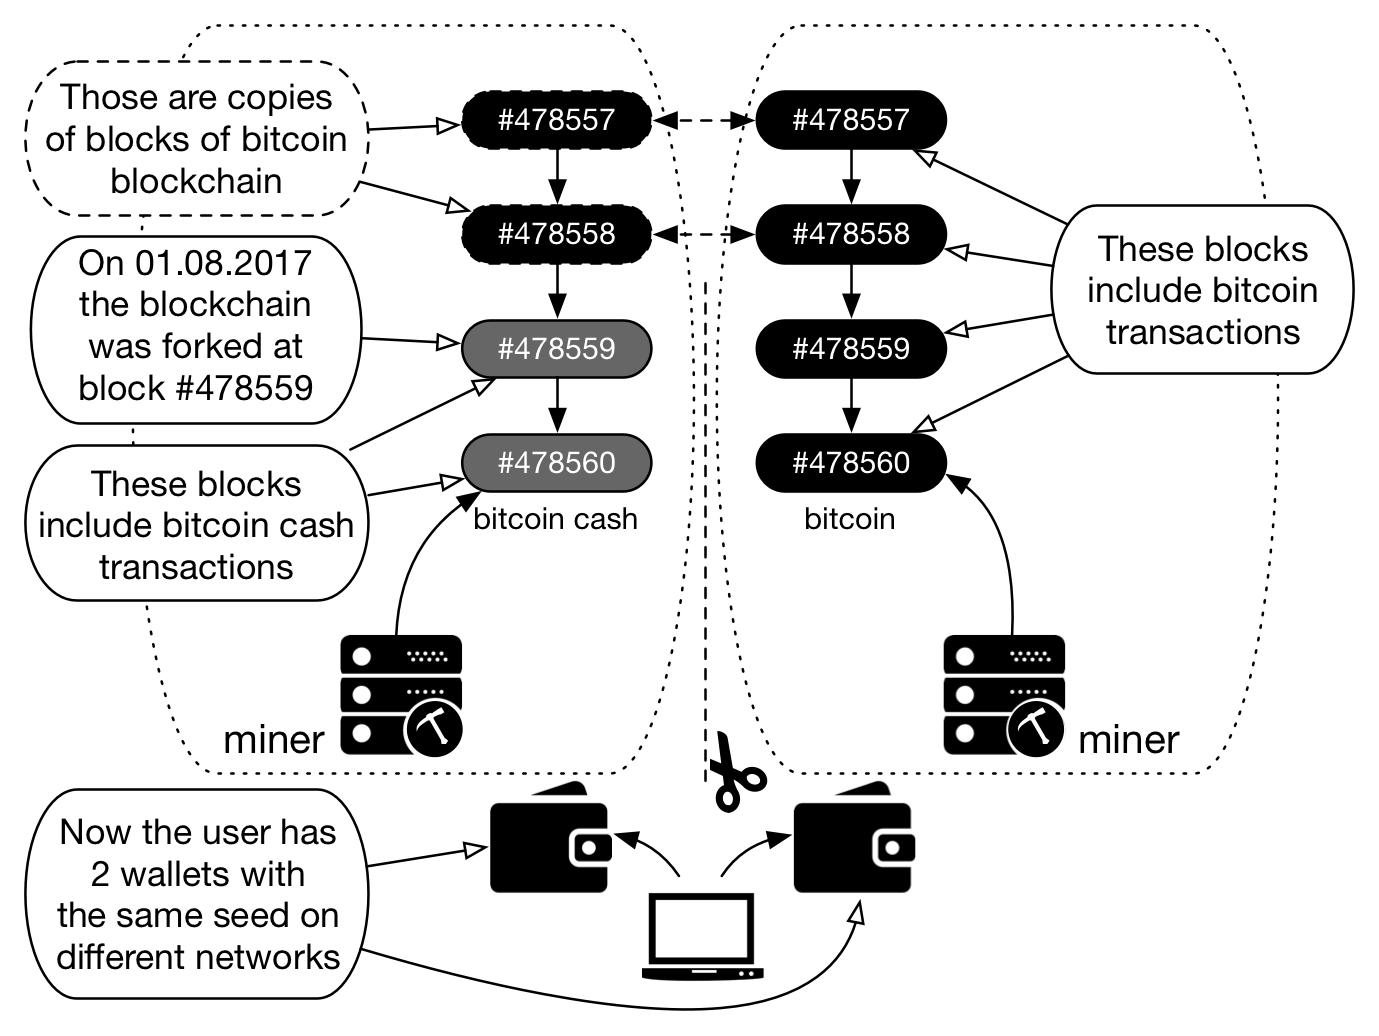 Those are copies
of blocks of bitcoin
blockchain
On 01.08.2017
the blockchain
was forked at
block #478559
These blocks
include bitcoin cash
transactions
#478557
#478558
#478559
#478560
bitcoin cash
#478557
#478558
#478559
#478560
bitcoin
These blocks
include bitcoin
transactions
miner
miner
Now the user has
2 wallets with
the same seed on
different networks